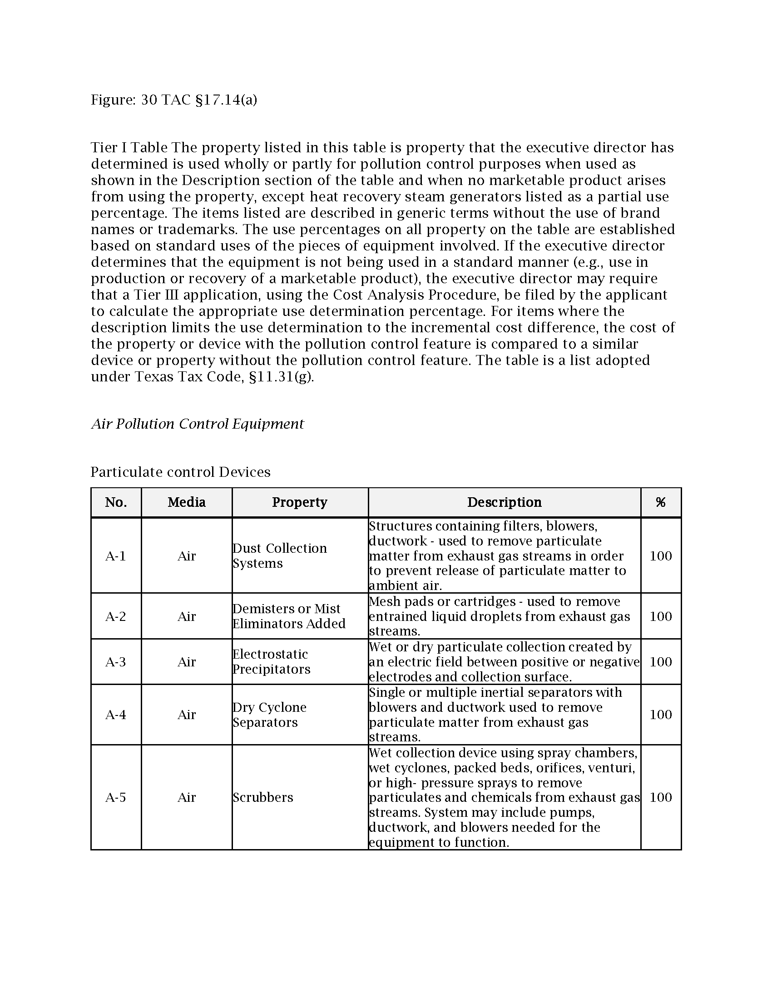 Figure: 30 TAC §17.14(a)
Tier I Table The property listed in this table is property that the executive director has
determined is used wholly or partly for pollution control purposes when used as
shown in the Description section of the table and when no marketable product arises
from using the property, except heat recovery steam generators listed as a partial use
percentage. The items listed are described in generic terms without the use of brand
names or trademarks. The use percentages on all property on the table are established
based on standard uses of the pieces of equipment involved. If the executive director
determines that the equipment is not being used in a standard manner (e.g., use in
production or recovery of a marketable product), the executive director may require
that a Tier III application, using the Cost Analysis Procedure, be filed by the applicant
to calculate the appropriate use determination percentage. For items where the
description limits the use determination to the incremental cost difference, the cost of
the property or device with the pollution control feature is compared to a similar
device or property without the pollution control feature. The table is a list adopted
under Texas Tax Code, §11.31(g).
Air Pollution Control Equipment
Particulate control Devices
No. Media Property Description %
A-1 Air Dust Collection
Systems
Structures containing filters, blowers,
ductwork - used to remove particulate
matter from exhaust gas streams in order
to prevent release of particulate matter to
ambient air.
100
A-2 Air Demisters or Mist
Eliminators Added
Mesh pads or cartridges - used to remove
entrained liquid droplets from exhaust gas
streams.
100
A-3 Air Electrostatic
Precipitators
Wet or dry particulate collection created by
an electric field between positive or negative
electrodes and collection surface.
100
A-4 Air Dry Cyclone
Separators
Single or multiple inertial separators with
blowers and ductwork used to remove
particulate matter from exhaust gas
streams.
100
A-5 Air Scrubbers
Wet collection device using spray chambers,
wet cyclones, packed beds, orifices, venturi,
or high- pressure sprays to remove
particulates and chemicals from exhaust gas
streams. System may include pumps,
ductwork, and blowers needed for the
equipment to function.
100